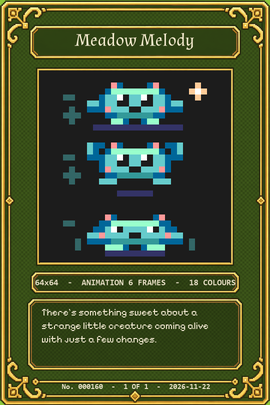 Meadow Melody
64x64 - ANIMATION 6 FRAMES - 18 COLOURS
There's something sweet about a
strange little creature coming alive
with just a few changes.
No. 000160 - 1 OF 1 - 2026-11-22